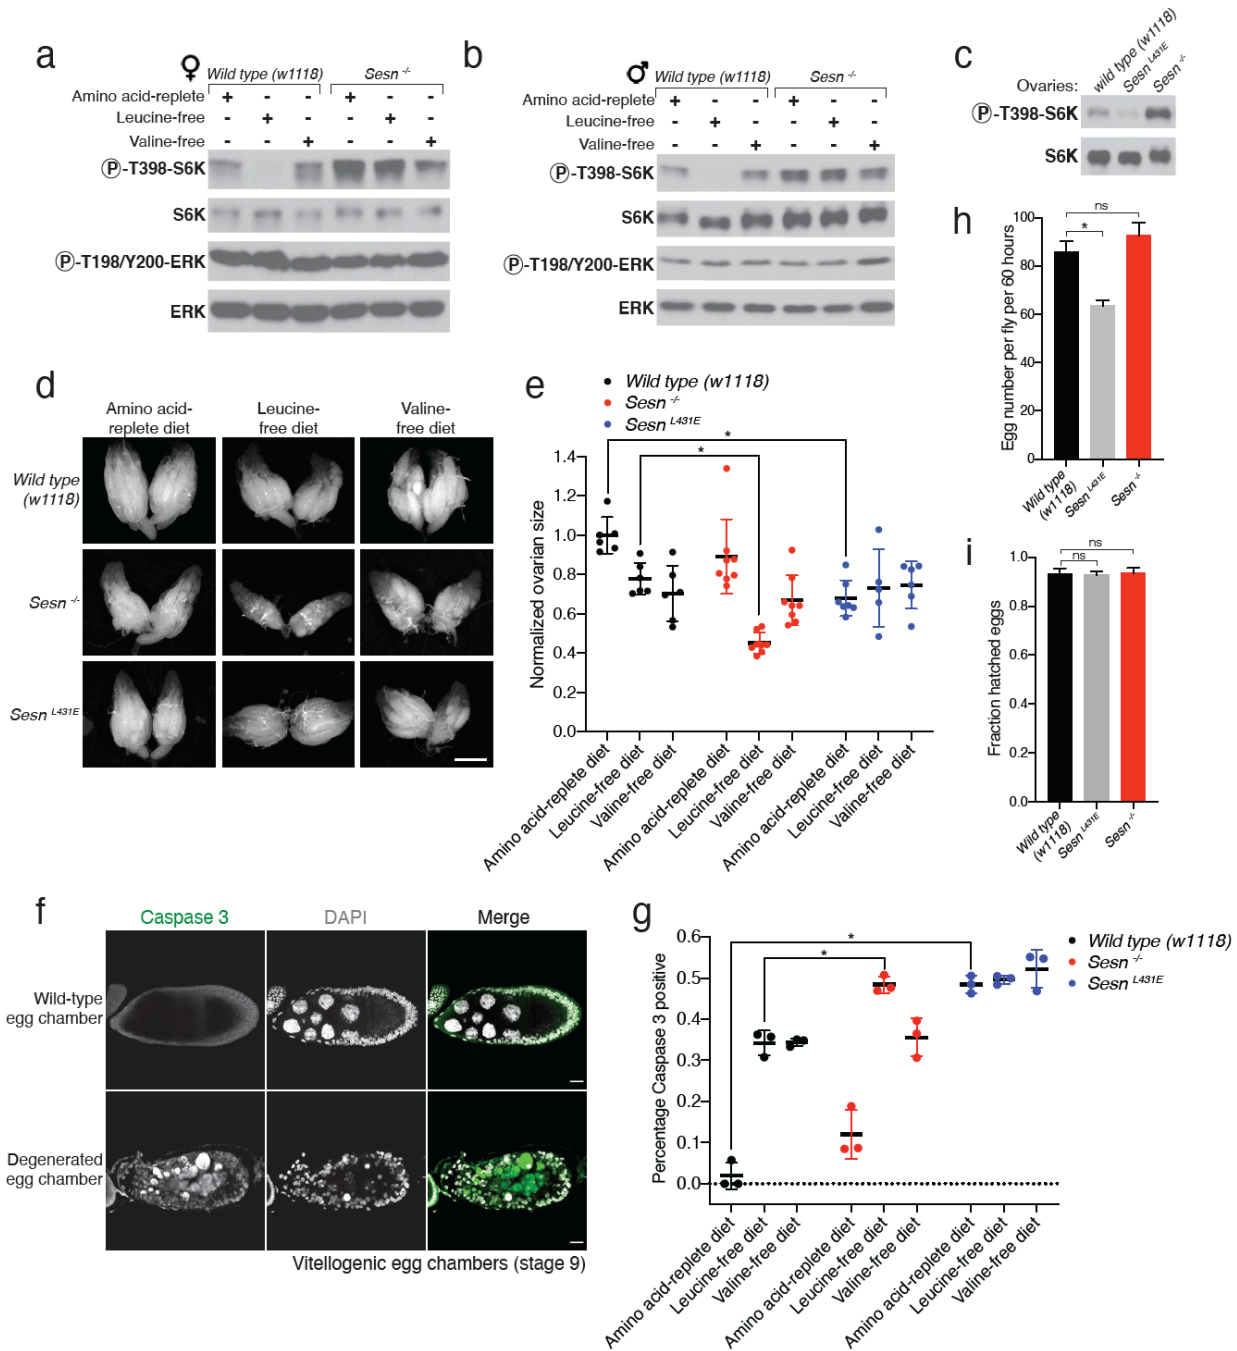 a
♀ Wild type (w1118) Sesn -/-
Amino acid-replete + - - + - -
Leucine-free - + - - + -
Valine-free - - + - - +
Ⓟ-T398-S6K
S6K
Ⓟ-T198/Y200-ERK
ERK
b
♂ Wild type (w1118) Sesn -/-
Amino acid-replete + - - + - -
Leucine-free - + - - + -
Valine-free - - + - - +
Ⓟ-T398-S6K
S6K
Ⓟ-T198/Y200-ERK
ERK
c
Ovaries: wild type (w1118) Sesn L431E Sesn -/-
Ⓟ-T398-S6K
S6K
d
Amino acid-
replete diet
Leucine-
free diet
Valine-
free diet
Wild type
(w1118)
Sesn -/-
Sesn L431E
e
Wild type (w1118)
Sesn -/-
Sesn L431E
*
*
Normalized ovarian size
1.4
1.2
1.0
0.8
0.6
0.4
0.2
0.0
Amino acid-replete diet
Leucine-free diet
Valine-free diet
Amino acid-replete diet
Leucine-free diet
Valine-free diet
Amino acid-replete diet
Leucine-free diet
Valine-free diet
h
Egg number per fly per 60 hours
100
80
60
40
20
0
ns
*
Wild type
(w1118)
Sesn L431E
Sesn -/-
i
Fraction hatched eggs
1.0
0.8
0.6
0.4
0.2
0.0
ns
ns
Wild type
(w1118)
Sesn L431E
Sesn -/-
f
Caspase 3 DAPI Merge
Wild-type
egg chamber
Degenerated
egg chamber
Vitellogenic egg chambers (stage 9)
g
Percentage Caspase 3 positive
0.6
0.5
0.4
0.3
0.2
0.1
0.0
*
*
Wild type (w1118)
Sesn -/-
Sesn L431E
Amino acid-replete diet
Leucine-free diet
Valine-free diet
Amino acid-replete diet
Leucine-free diet
Valine-free diet
Amino acid-replete diet
Leucine-free diet
Valine-free diet